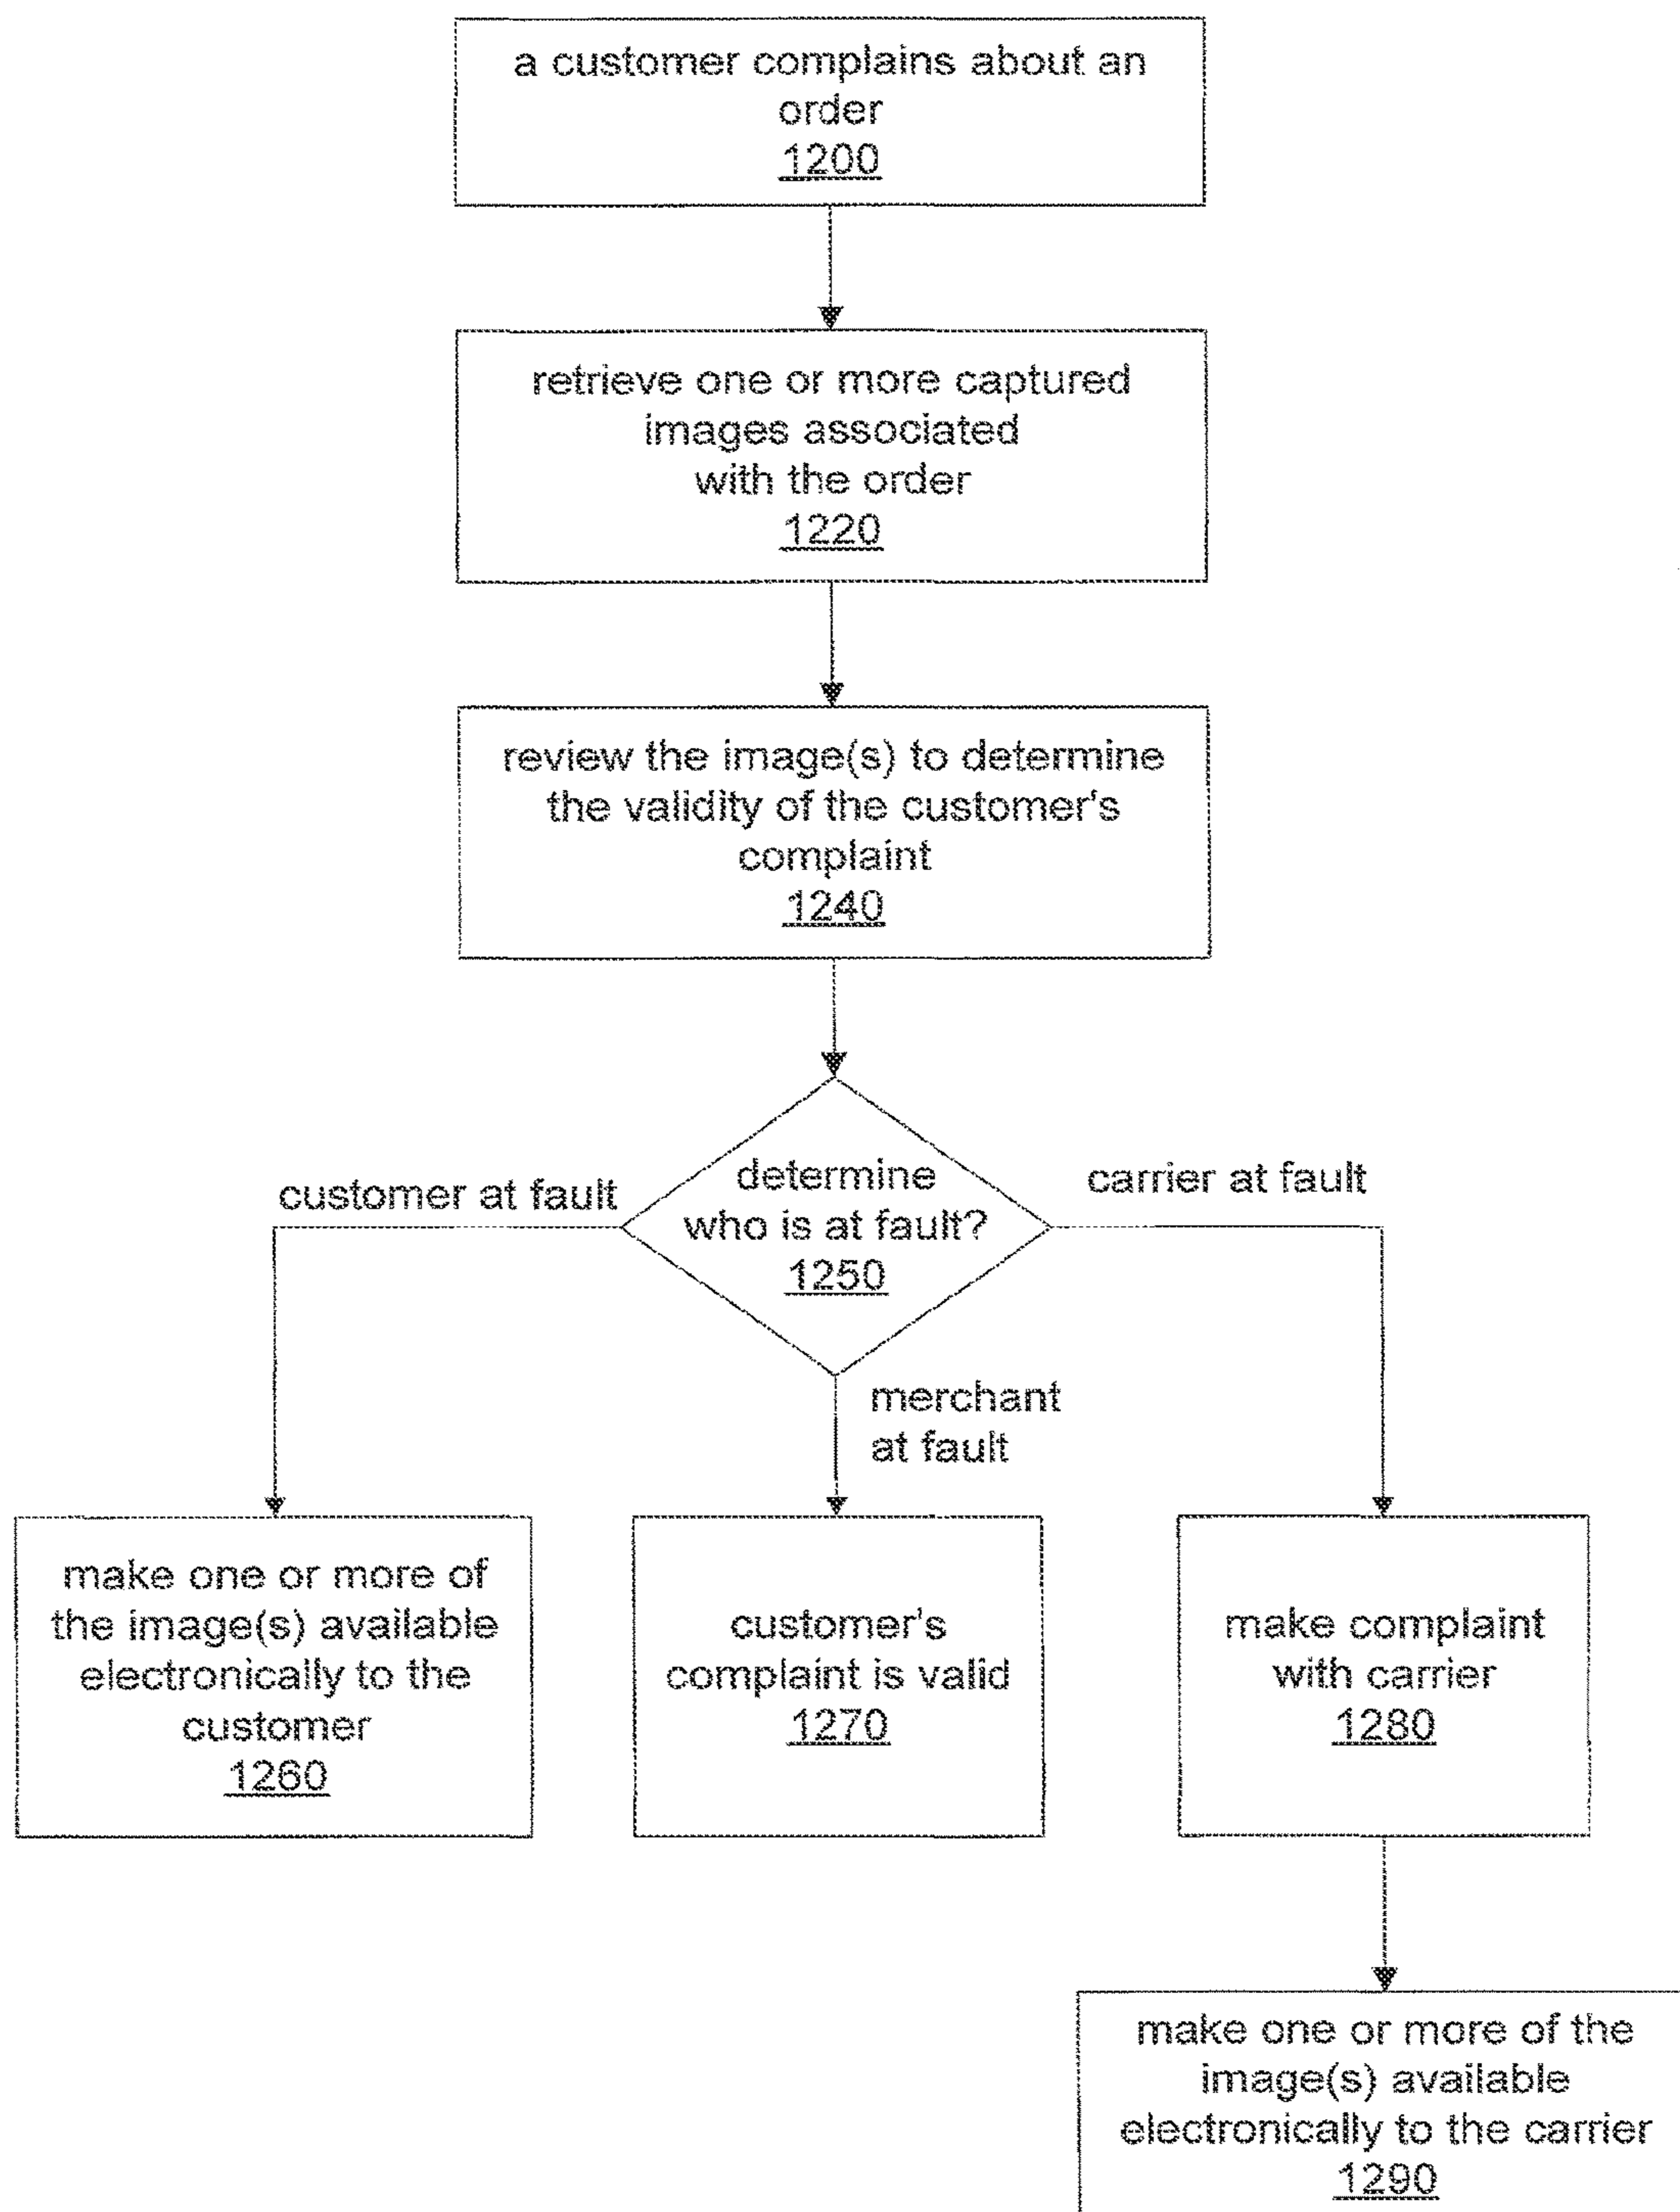 a customer complains about an
order
1200
retrieve one or more captured
images associated
with the order
1220
review the image(s) to determine
the validity of the customer's
complaint
1240
determine
who is at fault?
1250
customer at fault
carrier at fault
merchant
at fault
make one or more of
the image(s) available
electronically to the
customer
1260
customer's
complaint is valid
1270
make complaint
with carrier
1280
make one or more of the
image(s) available
electronically to the carrier
1290